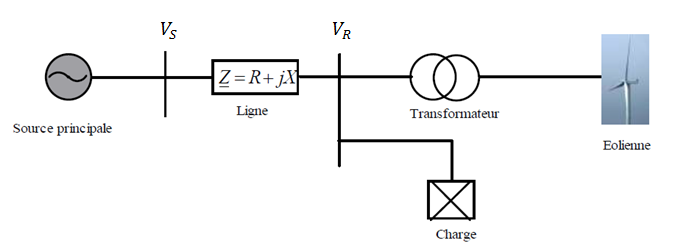 V_S
V_R
Z = R + jX
Ligne
Source principale
Transformateur
Eolienne
Charge